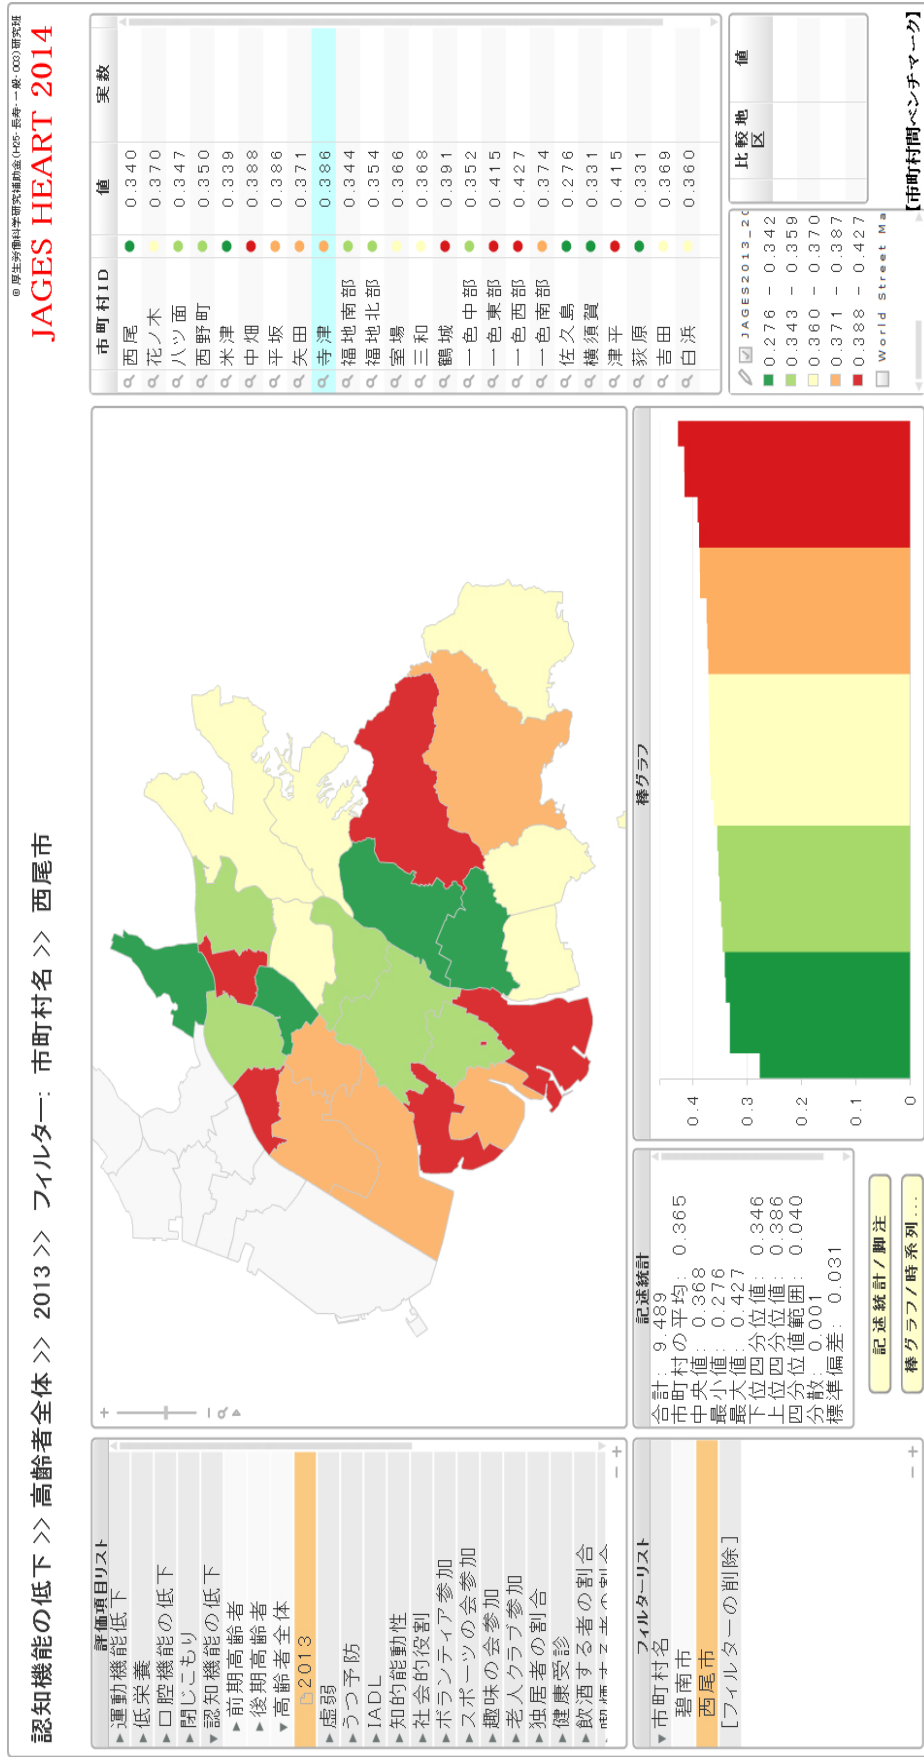 認知機能の低下 >> 高齢者全体 >> 2013 >> フィルター: 市町村名 >> 西尾市
JAGES HEART 2014
評価項目リスト
▶運動機能低下
▶低栄養
▶口腔機能の低下
▶閉じこもり
▼認知機能の低下
▶前期高齢者
▶後期高齢者
▼高齢者全体
2013
▶虚弱
▶うつ予防
▶IADL
▶知的能動性
▶社会的役割
▶ボランティア参加
▶スポーツの会参加
▶趣味の会参加
▶老人クラブ参加
▶独居者の割合
▶健康受診
▶飲酒する者の割合
フィルターリスト
▼市町村名
碧南市
西尾市
[フィルターの削除]
記述統計
合計: 9.489
市町村の平均: 0.365
中央値: 0.368
最小値: 0.276
最大値: 0.427
下位四分位値: 0.346
上位四分位値: 0.386
四分位値範囲: 0.040
分散: 0.001
標準偏差: 0.031
記述統計/脚注
棒グラフ/時系列...
棒グラフ
0.4
0.3
0.2
0.1
0
市町村ID 値 実数
西尾 0.340
花ノ木 0.370
八ツ面 0.347
西野町 0.350
米津 0.339
中畑 0.388
平坂 0.386
矢田 0.371
寺津 0.386
福地南部 0.344
福地北部 0.354
室場 0.366
三和 0.368
鶴城 0.391
一色中部 0.352
一色東部 0.415
一色西部 0.427
一色南部 0.374
佐久島 0.276
横須賀 0.331
津平 0.415
荻原 0.331
吉田 0.369
白浜 0.360
JAGES2013_20
0.276 - 0.342
0.343 - 0.359
0.360 - 0.370
0.371 - 0.387
0.388 - 0.427
World Street Ma
比較地区 値
【市町村間ベンチマーク】